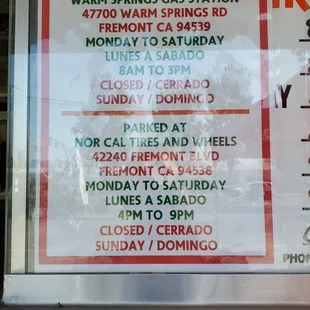 WARM SPRINGS GAS STATION
47700 WARM SPRINGS RD
FREMONT CA 94539
MONDAY TO SATURDAY
LUNES A SABADO
8AM TO 3PM
CLOSED / CERRADO
SUNDAY / DOMINGO
PARKED AT
NOR CAL TIRES AND WHEELS
42240 FREMONT BLVD
FREMONT CA 94538
MONDAY TO SATURDAY
LUNES A SABADO
4PM TO 9PM
CLOSED / CERRADO
SUNDAY / DOMINGO